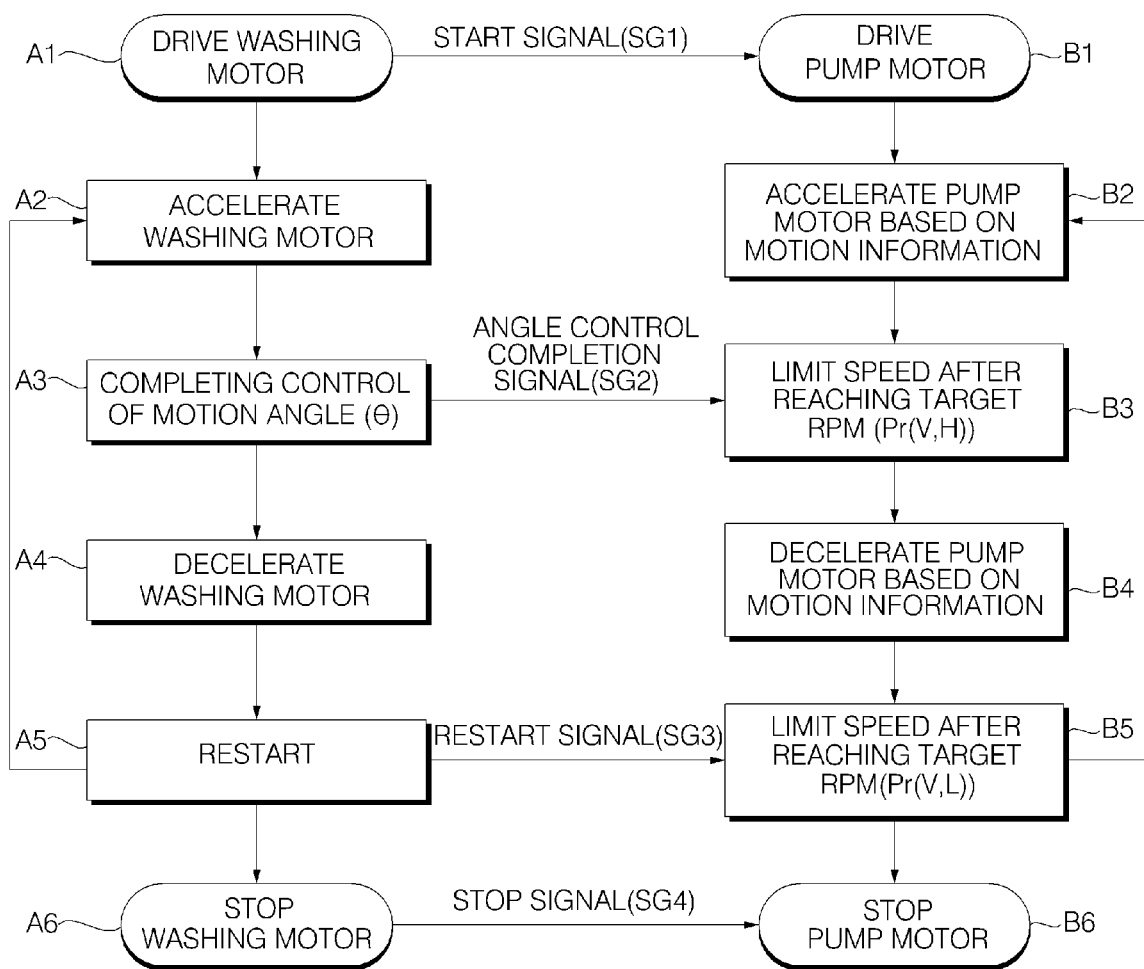 A1
DRIVE WASHING
MOTOR
START SIGNAL(SG1)
DRIVE
PUMP MOTOR
B1
A2
ACCELERATE
WASHING MOTOR
ACCELERATE PUMP
MOTOR BASED ON
MOTION INFORMATION
B2
A3
COMPLETING CONTROL
OF MOTION ANGLE (θ)
ANGLE CONTROL
COMPLETION
SIGNAL(SG2)
LIMIT SPEED AFTER
REACHING TARGET
RPM (Pr(V,H))
B3
A4
DECELERATE
WASHING MOTOR
DECELERATE PUMP
MOTOR BASED ON
MOTION INFORMATION
B4
A5
RESTART
RESTART SIGNAL(SG3)
LIMIT SPEED AFTER
REACHING TARGET
RPM(Pr(V,L))
B5
A6
STOP
WASHING MOTOR
STOP SIGNAL(SG4)
STOP
PUMP MOTOR
B6